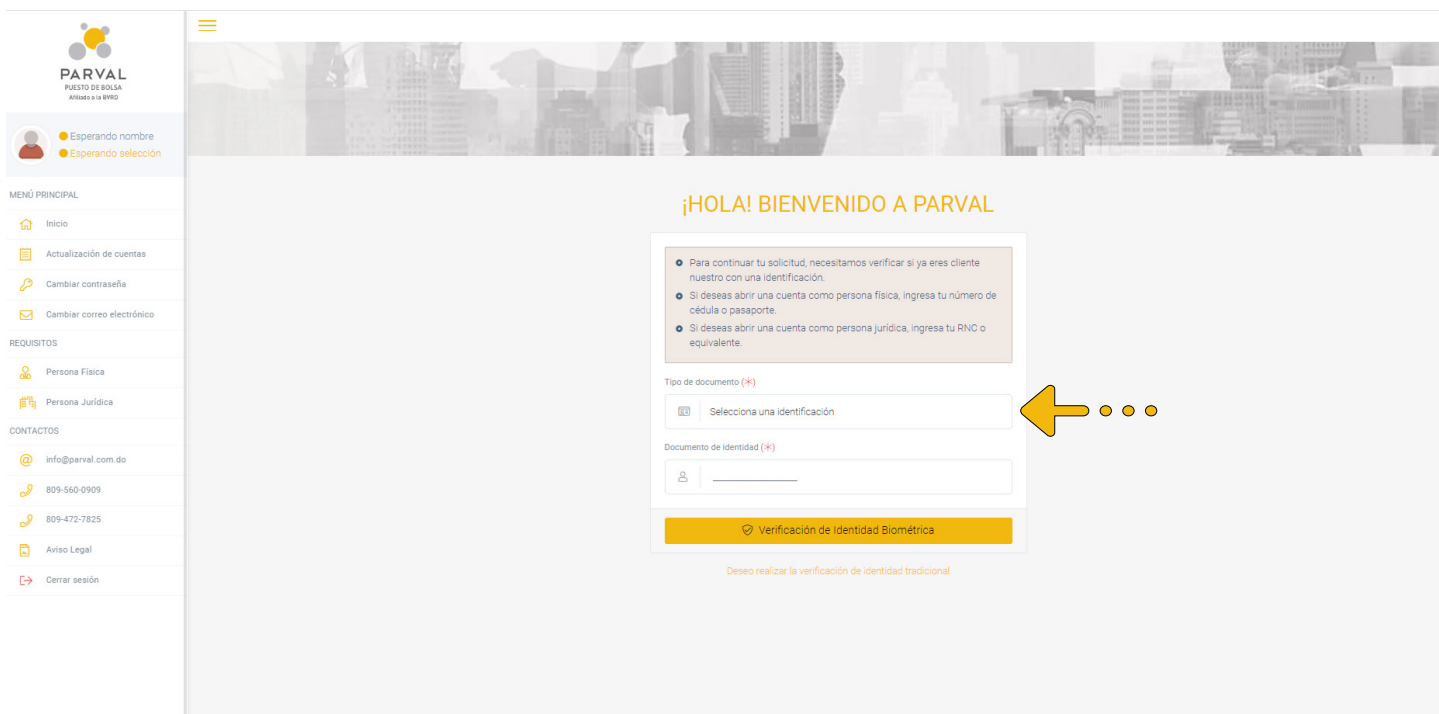 PARVAL
PUESTO DE BOLSA
Afiliado a la BVRD
Esperando nombre
Esperando selección
MENÚ PRINCIPAL
Inicio
Actualización de cuentas
Cambiar contraseña
Cambiar correo electrónico
REQUISITOS
Persona Física
Persona Jurídica
CONTACTOS
info@parval.com.do
809-560-0909
809-472-7825
Aviso Legal
Cerrar sesión
¡HOLA! BIENVENIDO A PARVAL
Para continuar tu solicitud, necesitamos verificar si ya eres cliente
nuestro con una identificación.
Si deseas abrir una cuenta como persona física, ingresa tu número de
cédula o pasaporte.
Si deseas abrir una cuenta como persona jurídica, ingresa tu RNC o
equivalente.
Tipo de documento (*)
Selecciona una identificación
Documento de identidad (*)
_________________
Verificación de Identidad Biométrica
Deseo realizar la verificación de identidad tradicional